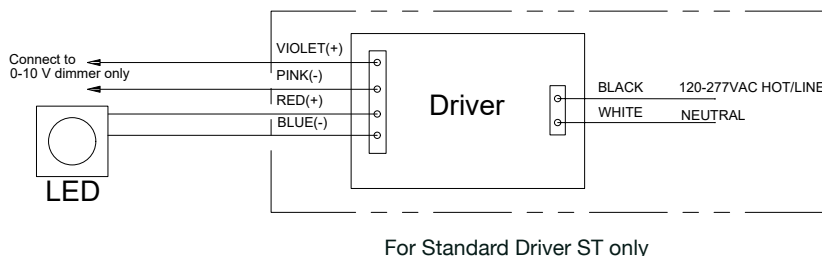 VIOLET(+)
Connect to
0-10 V dimmer only
PINK(-)
RED(+)
BLUE(-)
LED
Driver
BLACK
120-277VAC HOT/LINE
WHITE
NEUTRAL
For Standard Driver ST only